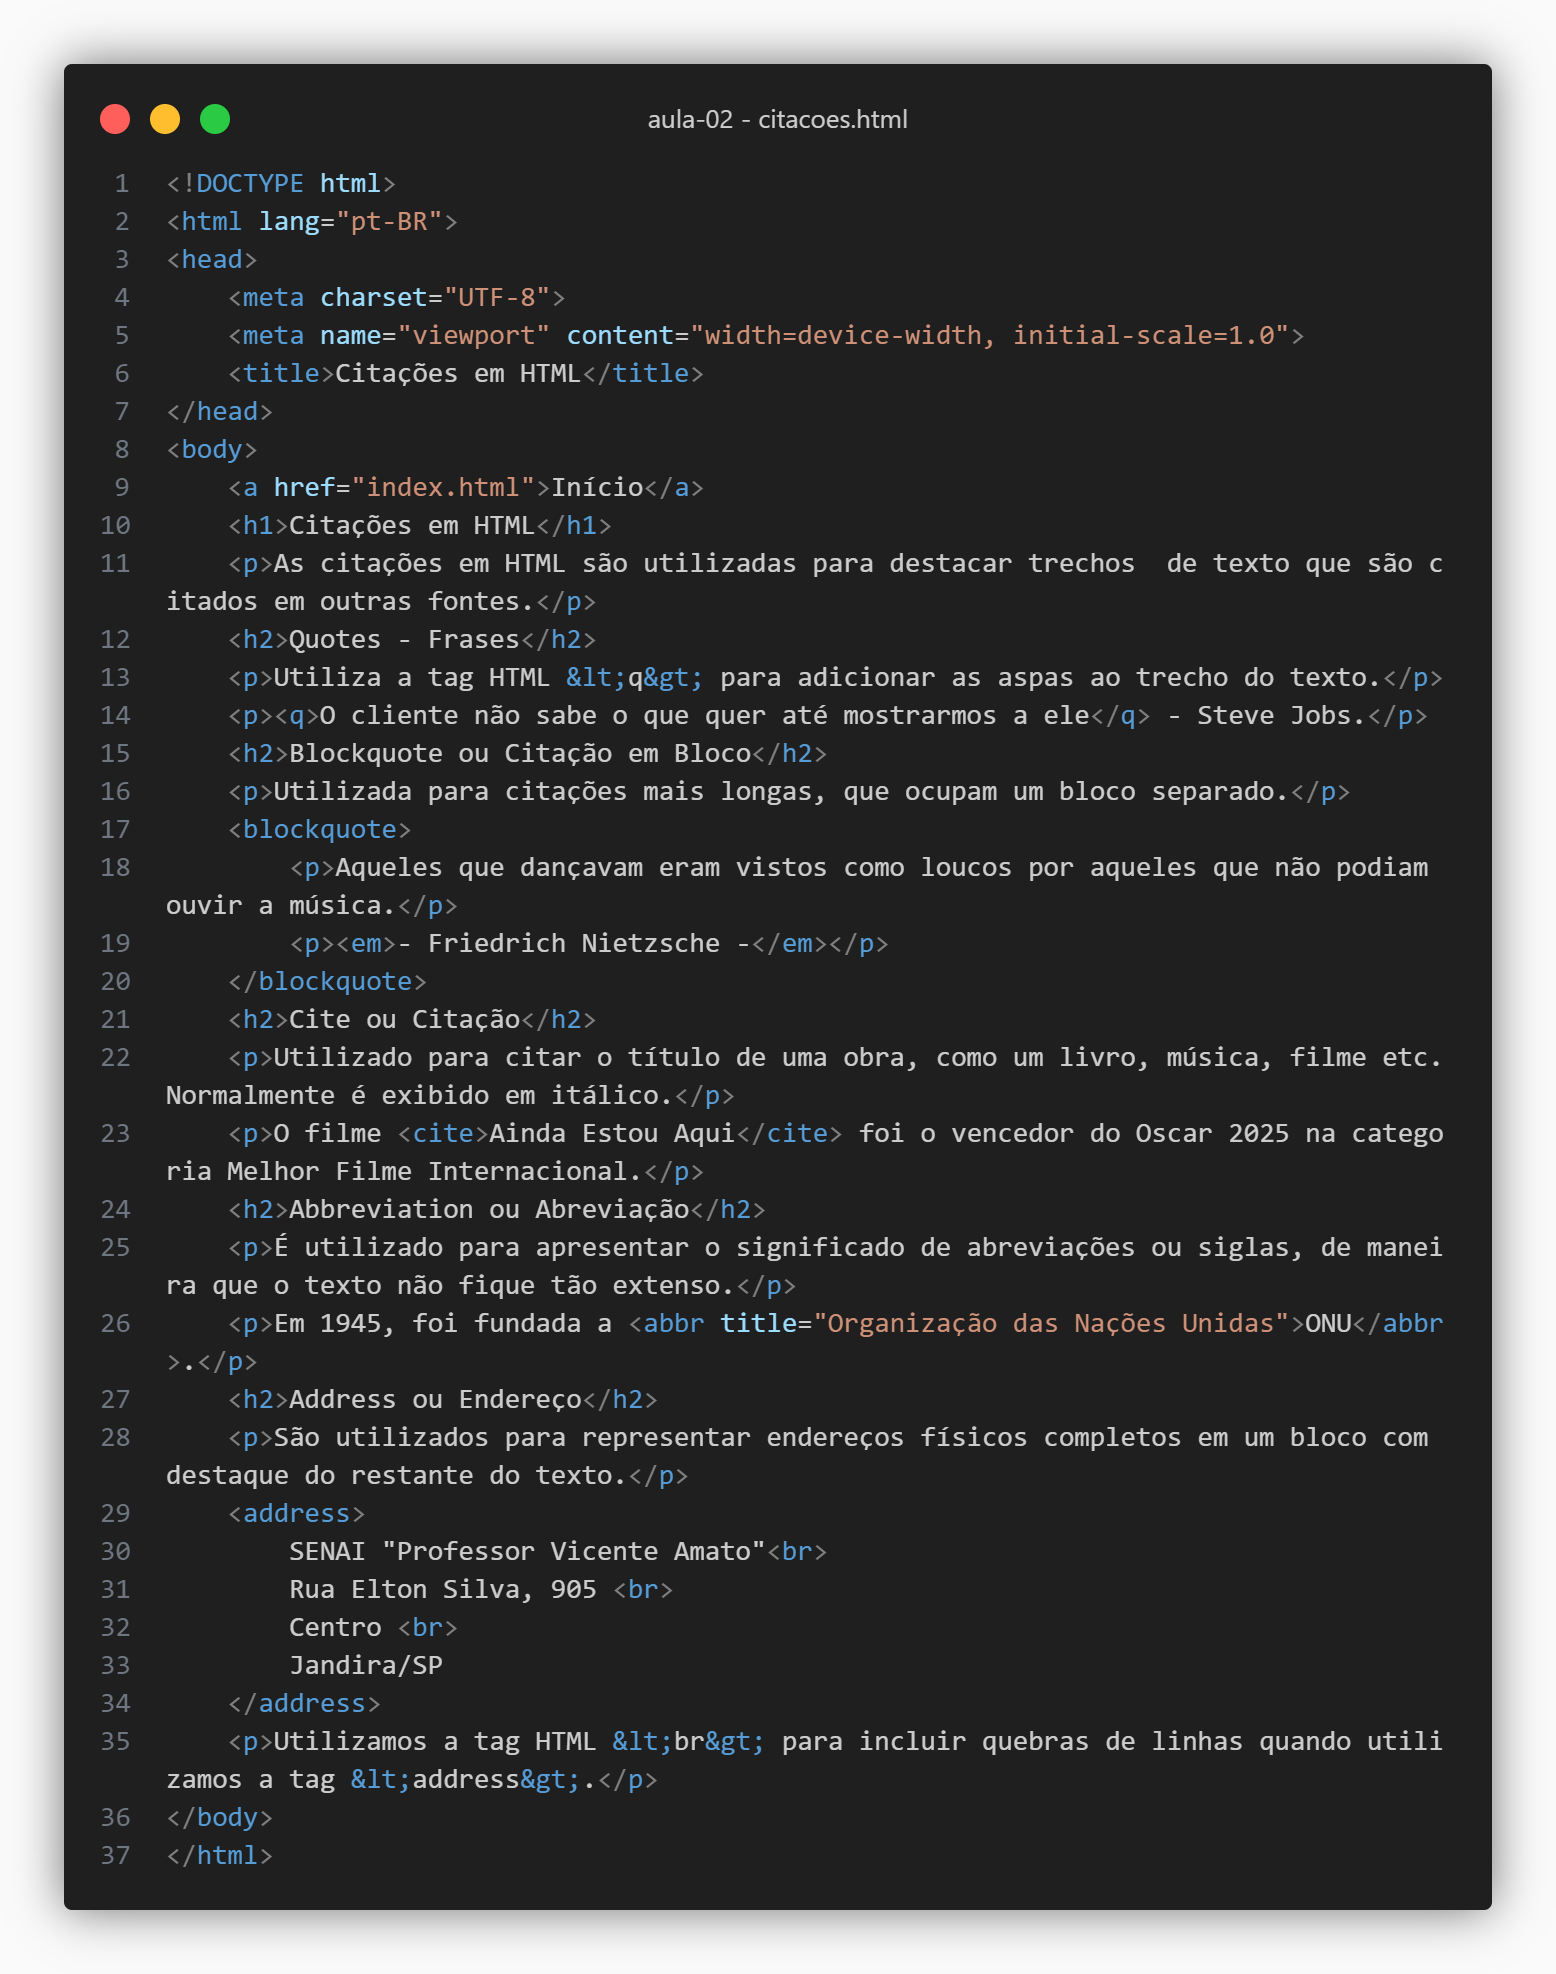 aula-02 - citacoes.html
1 <!DOCTYPE html>
2 <html lang="pt-BR">
3 <head>
4     <meta charset="UTF-8">
5     <meta name="viewport" content="width=device-width, initial-scale=1.0">
6     <title>Citações em HTML</title>
7 </head>
8 <body>
9     <a href="index.html">Início</a>
10     <h1>Citações em HTML</h1>
11     <p>As citações em HTML são utilizadas para destacar trechos  de texto que são c
itados em outras fontes.</p>
12     <h2>Quotes - Frases</h2>
13     <p>Utiliza a tag HTML &lt;q&gt; para adicionar as aspas ao trecho do texto.</p>
14     <p><q>O cliente não sabe o que quer até mostrarmos a ele</q> - Steve Jobs.</p>
15     <h2>Blockquote ou Citação em Bloco</h2>
16     <p>Utilizada para citações mais longas, que ocupam um bloco separado.</p>
17     <blockquote>
18         <p>Aqueles que dançavam eram vistos como loucos por aqueles que não podiam
ouvir a música.</p>
19         <p><em>- Friedrich Nietzsche -</em></p>
20     </blockquote>
21     <h2>Cite ou Citação</h2>
22     <p>Utilizado para citar o título de uma obra, como um livro, música, filme etc.
Normalmente é exibido em itálico.</p>
23     <p>O filme <cite>Ainda Estou Aqui</cite> foi o vencedor do Oscar 2025 na catego
ria Melhor Filme Internacional.</p>
24     <h2>Abbreviation ou Abreviação</h2>
25     <p>É utilizado para apresentar o significado de abreviações ou siglas, de manei
ra que o texto não fique tão extenso.</p>
26     <p>Em 1945, foi fundada a <abbr title="Organização das Nações Unidas">ONU</abbr
>.</p>
27     <h2>Address ou Endereço</h2>
28     <p>São utilizados para representar endereços físicos completos em um bloco com
destaque do restante do texto.</p>
29     <address>
30         SENAI "Professor Vicente Amato"<br>
31         Rua Elton Silva, 905 <br>
32         Centro <br>
33         Jandira/SP
34     </address>
35     <p>Utilizamos a tag HTML &lt;br&gt; para incluir quebras de linhas quando utili
zamos a tag &lt;address&gt;.</p>
36 </body>
37 </html>